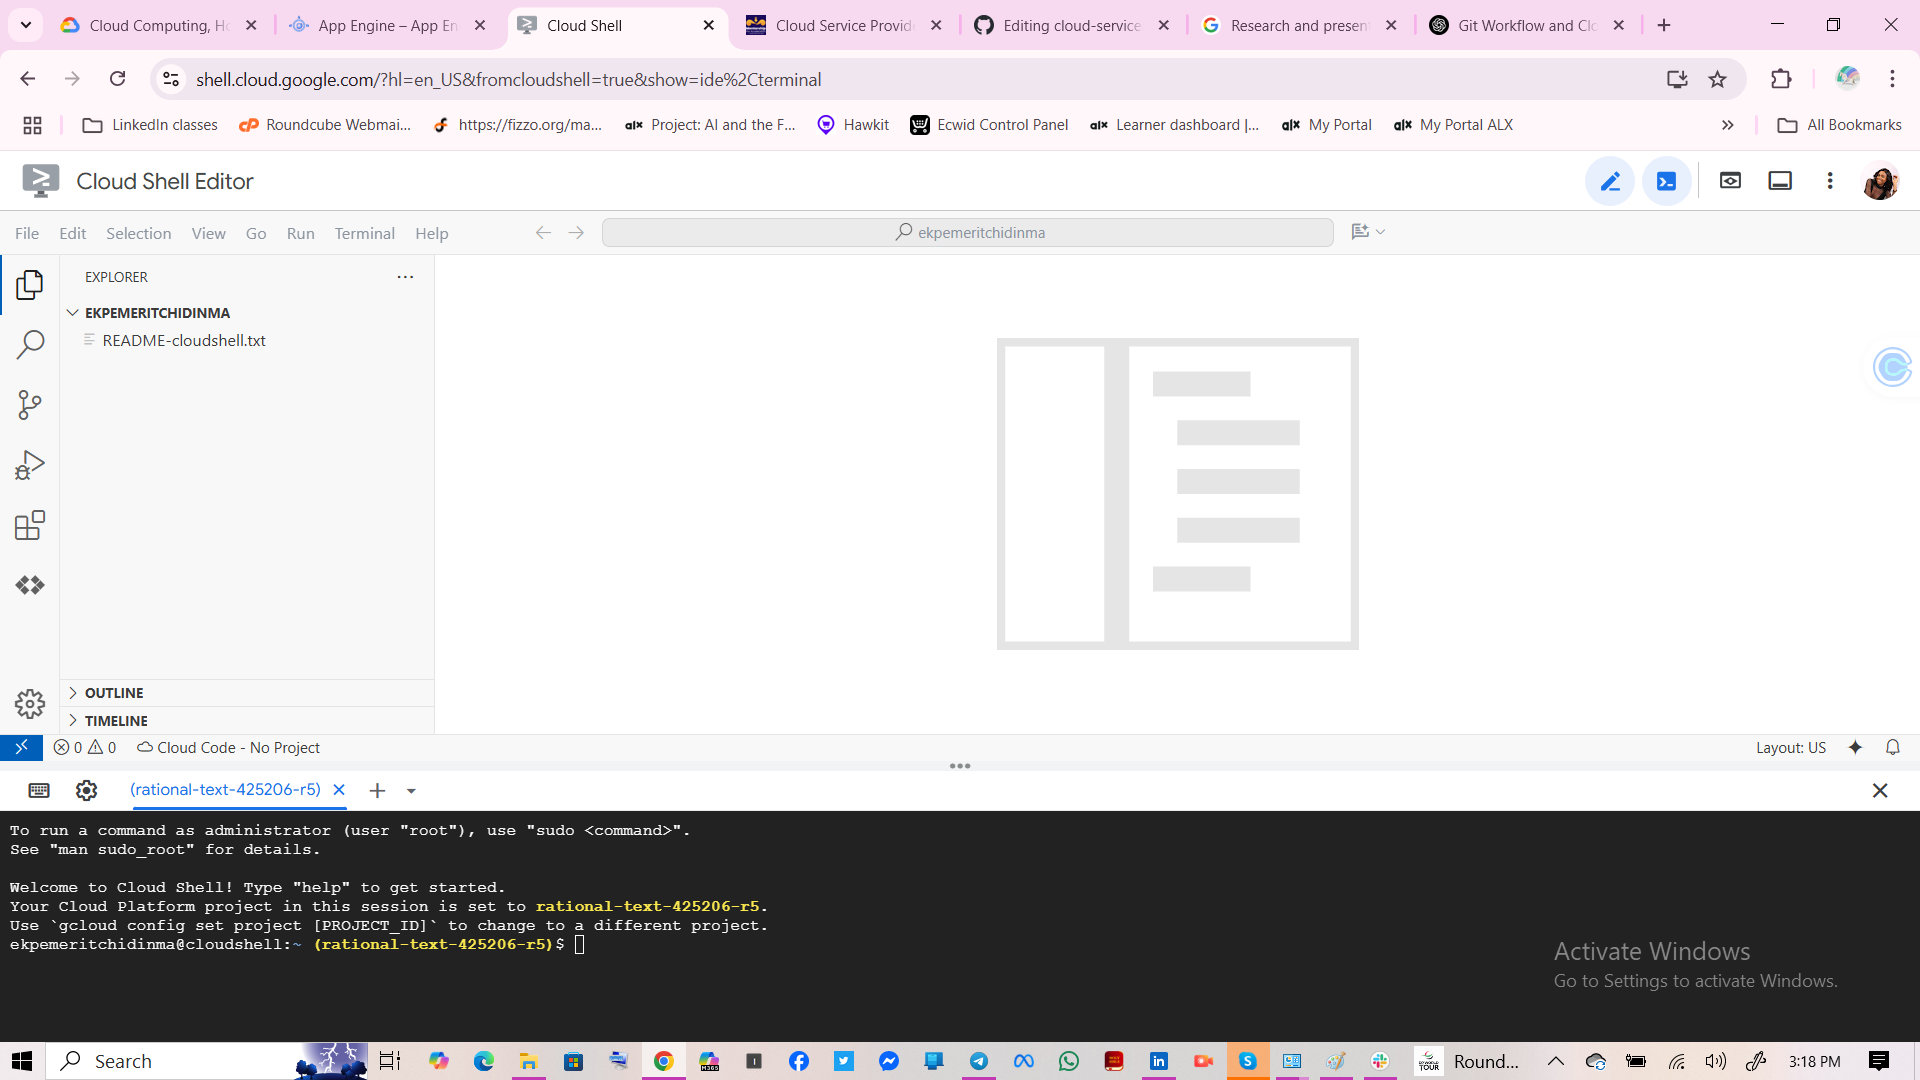 Cloud Computing, Ho
App Engine – App En
Cloud Shell
Cloud Service Provid
Editing cloud-service
Research and presen
Git Workflow and Clo
shell.cloud.google.com/?hl=en_US&fromcloudshell=true&show=ide%2Cterminal
LinkedIn classes
Roundcube Webmai...
https://fizzo.org/ma...
alx Project: AI and the F...
Hawkit
Ecwid Control Panel
alx Learner dashboard |...
alx My Portal
alx My Portal ALX
All Bookmarks
Cloud Shell Editor
File Edit Selection View Go Run Terminal Help
ekpemeritchidinma
EXPLORER
EKPEMERITCHIDINMA
README-cloudshell.txt
OUTLINE
TIMELINE
0 0 Cloud Code - No Project
Layout: US
(rational-text-425206-r5)
To run a command as administrator (user "root"), use "sudo <command>".
See "man sudo_root" for details.
Welcome to Cloud Shell! Type "help" to get started.
Your Cloud Platform project in this session is set to rational-text-425206-r5.
Use `gcloud config set project [PROJECT_ID]` to change to a different project.
ekpemeritchidinma@cloudshell:~ (rational-text-425206-r5)$
Activate Windows
Go to Settings to activate Windows.
Search
Round...
3:18 PM